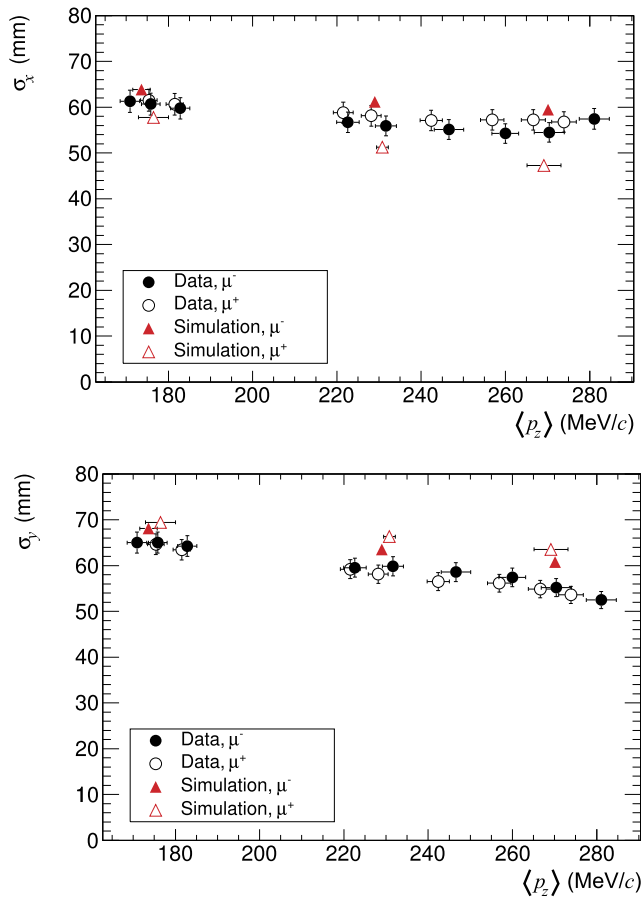 σx (mm)
80
70
60
50
40
30
20
10
0
Data, μ-
Data, μ+
Simulation, μ-
Simulation, μ+
180 200 220 240 260 280
⟨pz⟩ (MeV/c)
σy (mm)
80
70
60
50
40
30
20
10
0
Data, μ-
Data, μ+
Simulation, μ-
Simulation, μ+
180 200 220 240 260 280
⟨pz⟩ (MeV/c)